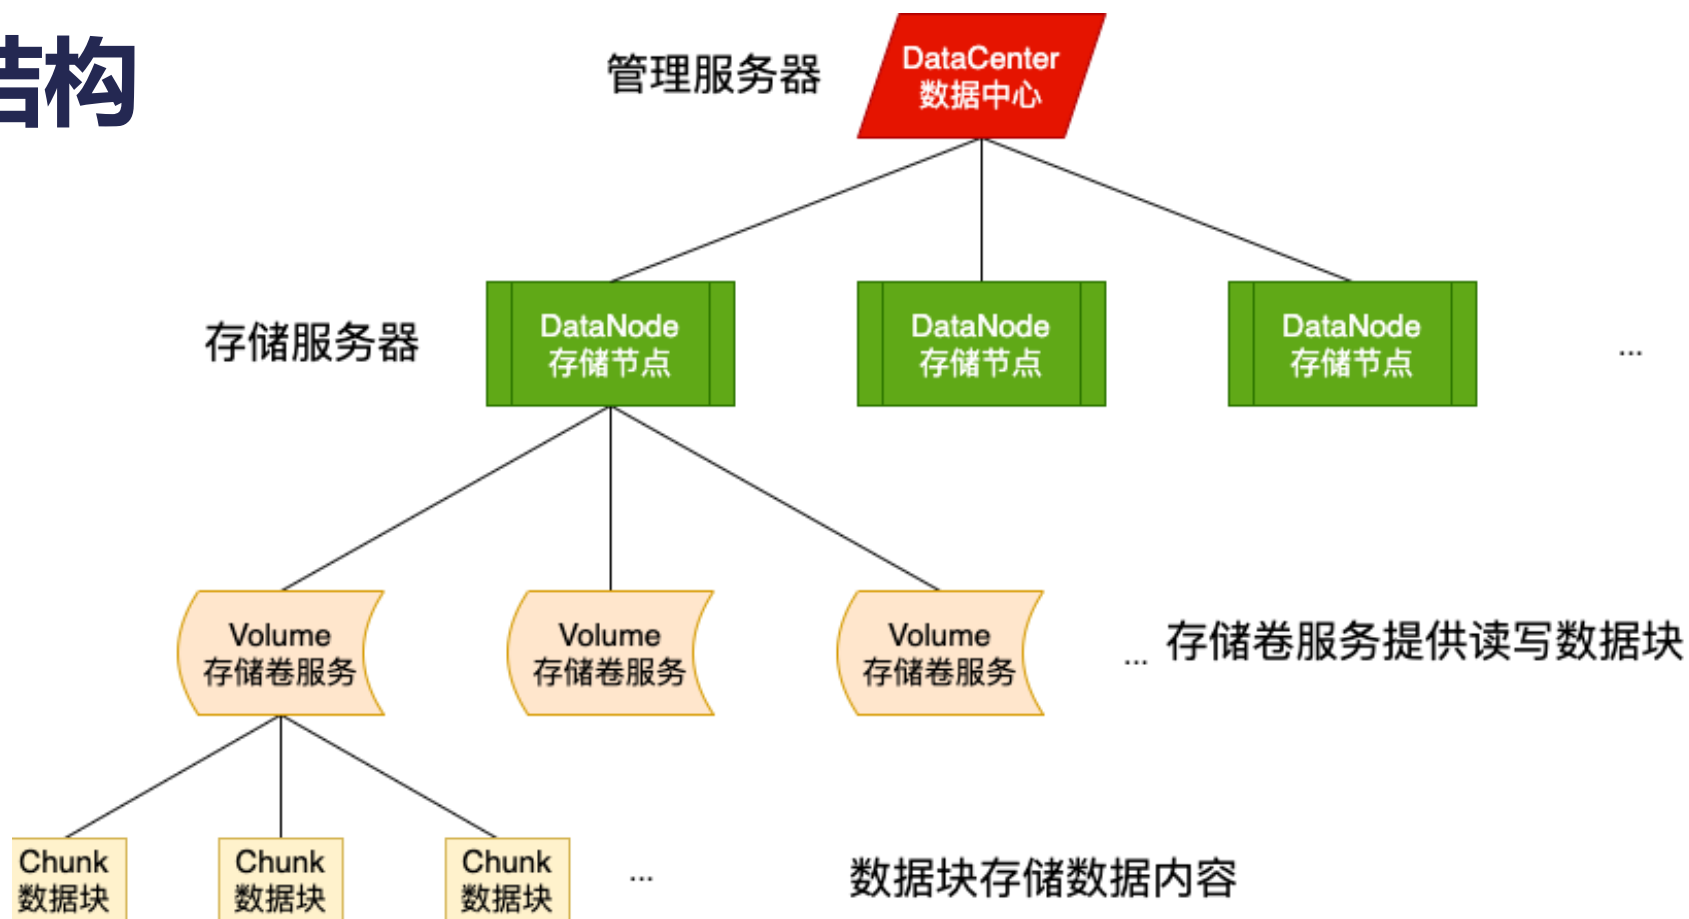 结构
管理服务器
DataCenter
数据中心
存储服务器
DataNode
存储节点
DataNode
存储节点
DataNode
存储节点
...
Volume
存储卷服务
Volume
存储卷服务
Volume
存储卷服务
...
存储卷服务提供读写数据块
Chunk
数据块
Chunk
数据块
Chunk
数据块
...
数据块存储数据内容